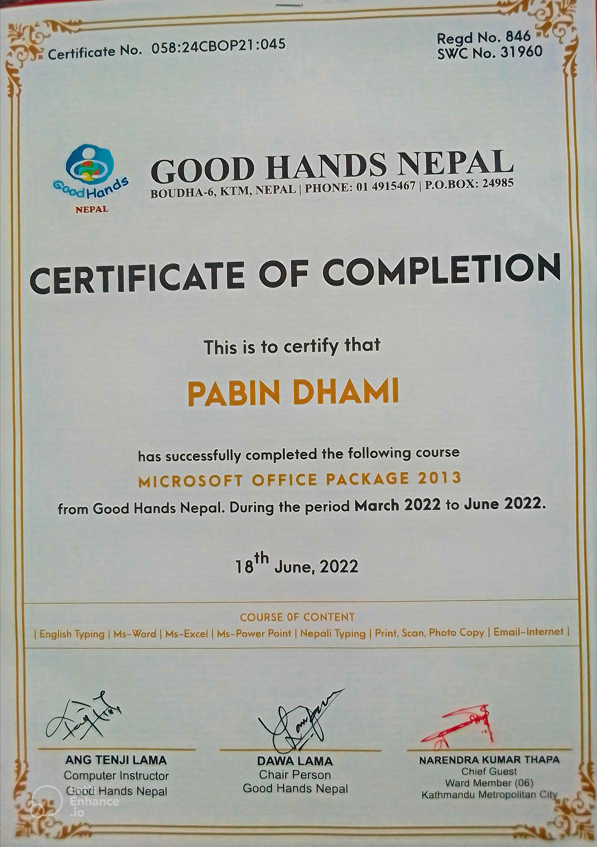 Certificate No. 058:24CBOP21:045
Regd No. 846
SWC No. 31960
GoodHands
NEPAL
GOOD HANDS NEPAL
BOUDHA-6, KTM, NEPAL | PHONE: 01 4915467 | P.O.BOX: 24985
CERTIFICATE OF COMPLETION
This is to certify that
PABIN DHAMI
has successfully completed the following course
MICROSOFT OFFICE PACKAGE 2013
from Good Hands Nepal. During the period March 2022 to June 2022.
18th June, 2022
COURSE OF CONTENT
| English Typing | Ms-Word | Ms-Excel | Ms-Power Point | Nepali Typing | Print, Scan, Photo Copy | Email-Internet |
ANG TENJI LAMA
Computer Instructor
Good Hands Nepal
DAWA LAMA
Chair Person
Good Hands Nepal
NARENDRA KUMAR THAPA
Chief Guest
Ward Member (06)
Kathmandu Metropolitan City
Enhance
.io